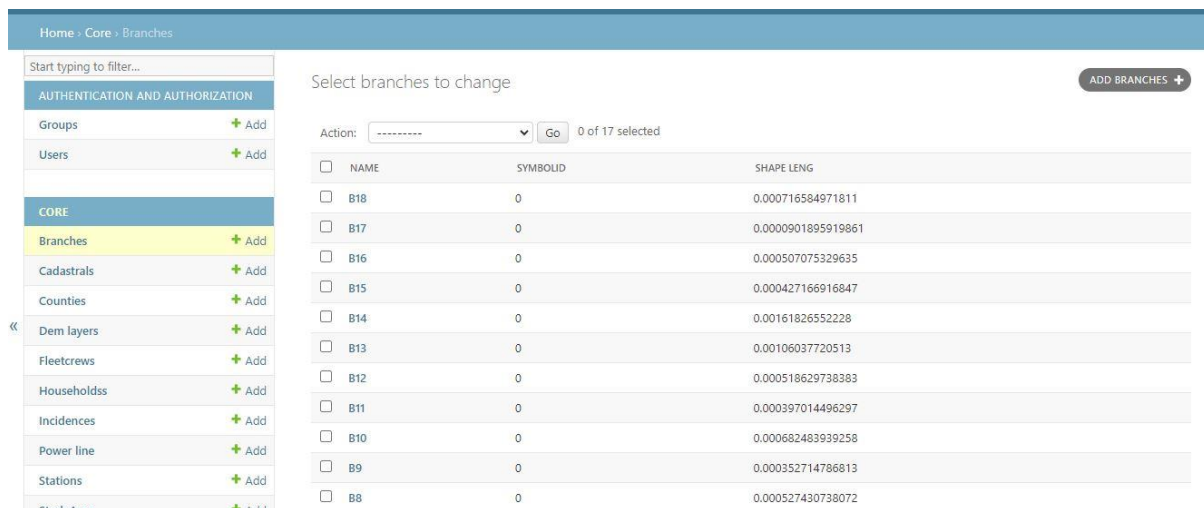 Home › Core › Branches
Start typing to filter...
AUTHENTICATION AND AUTHORIZATION
Groups + Add
Users + Add
CORE
Branches + Add
Cadastrals + Add
Counties + Add
«
Dem layers + Add
Fleetcrews + Add
Householdss + Add
Incidences + Add
Power line + Add
Stations + Add
Select branches to change
ADD BRANCHES +
Action: --------- Go 0 of 17 selected
NAME SYMBOLID SHAPE LENG
B18 0 0.000716584971811
B17 0 0.0000901895919861
B16 0 0.000507075329635
B15 0 0.000427166916847
B14 0 0.00161826552228
B13 0 0.00106037720513
B12 0 0.000518629738383
B11 0 0.000397014496297
B10 0 0.000682483939258
B9 0 0.000352714786813
B8 0 0.000527430738072